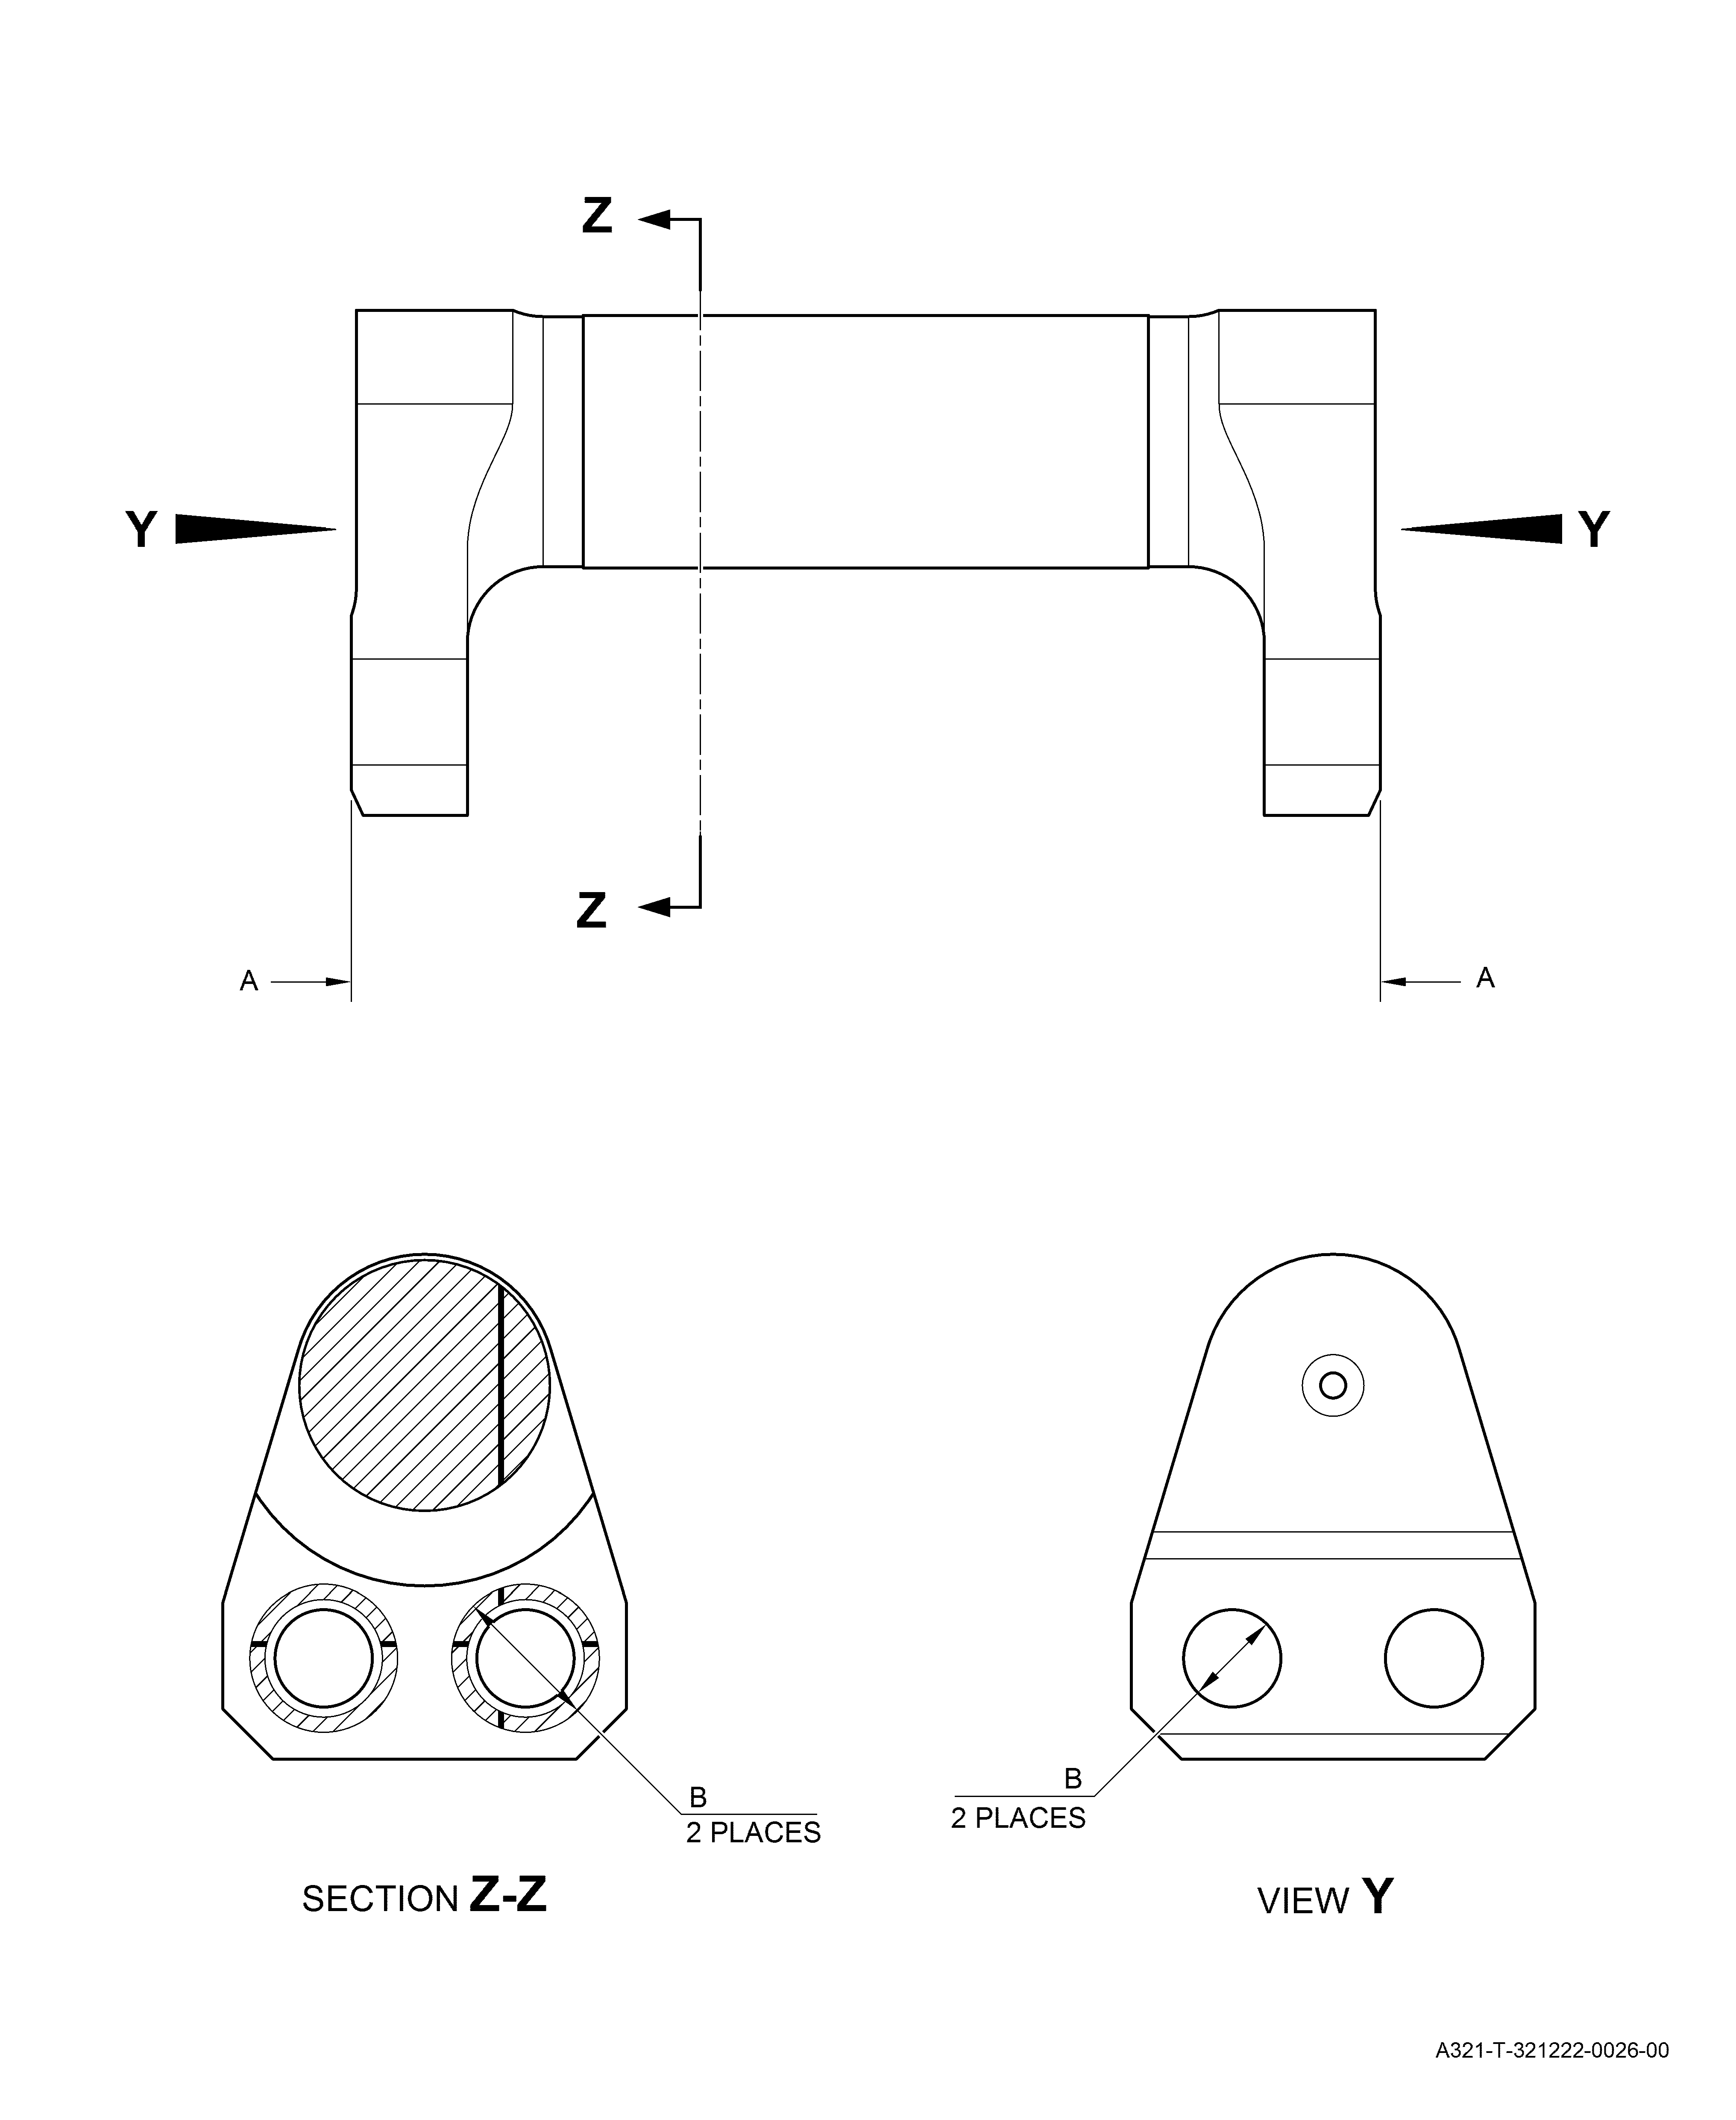 Z
Y
Y
Z
A
A
B
2 PLACES
B
2 PLACES
SECTION Z-Z
VIEW Y
A321-T-321222-0026-00